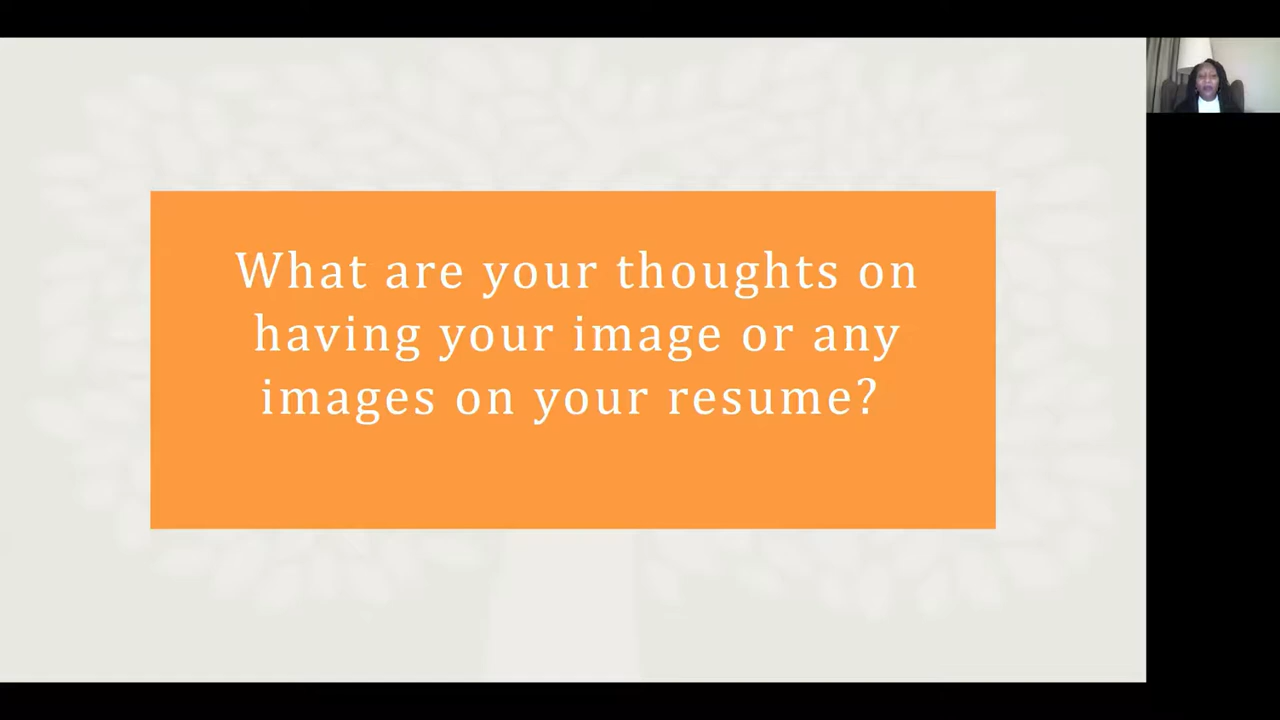 What are your thoughts on
having your image or any
images on your resume?